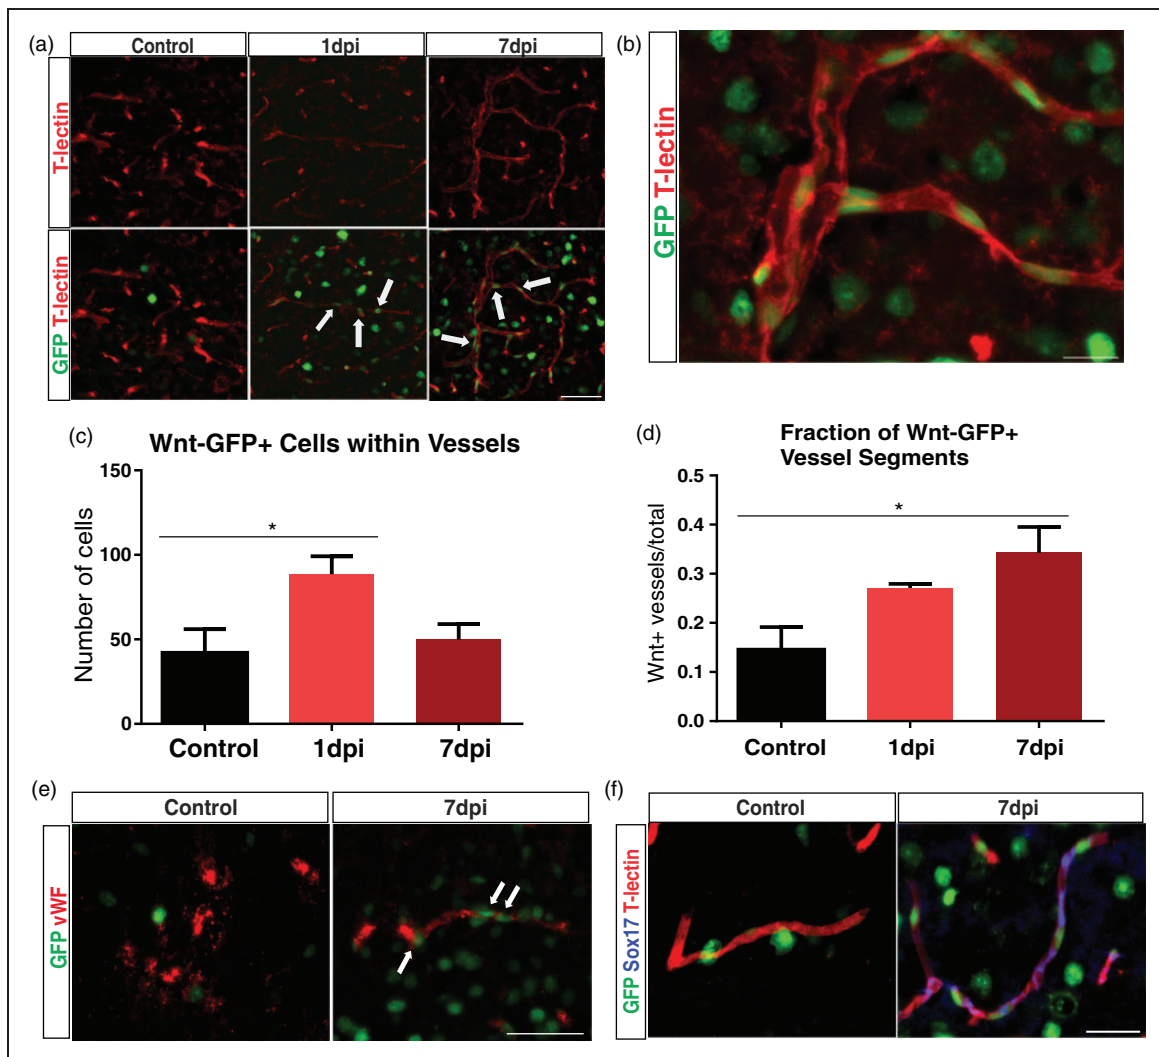 (a)
Control 1dpi 7dpi
T-lectin
GFP T-lectin
(b)
GFP T-lectin
(c)
Wnt-GFP+ Cells within Vessels
Number of cells
150
100
50
0
*
Control 1dpi 7dpi
(d)
Fraction of Wnt-GFP+
Vessel Segments
Wnt+ vessels/total
0.5
0.4
0.3
0.2
0.1
0.0
*
Control 1dpi 7dpi
(e)
Control 7dpi
GFP vWF
(f)
Control 7dpi
GFP Sox17 T-lectin